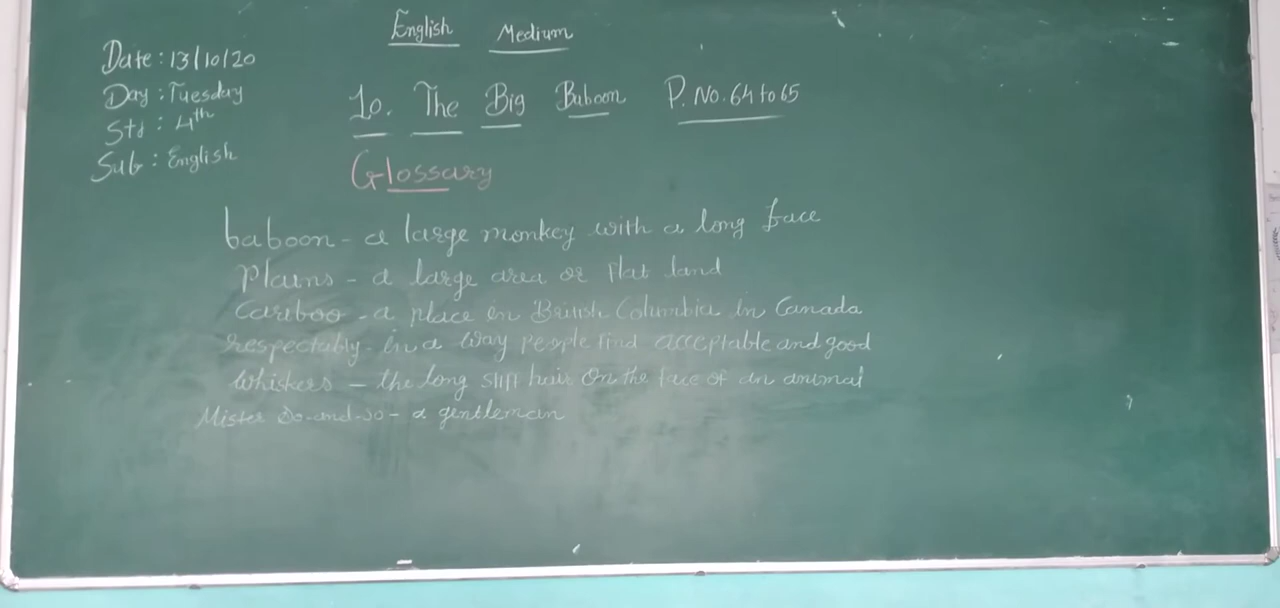 English Medium
Date : 13/10/20
Day : Tuesday
Std : 4th
Sub : English
10. The Big Baboon P. No. 64 to 65
Glossary
baboon - a large monkey with a long face
Plains - a large area of flat land
Cariboo - a place in British Columbia in Canada
respectably - in a way people find acceptable and good
Whiskers - the long stiff hair on the face of an animal
Mister So-and-so - a gentleman